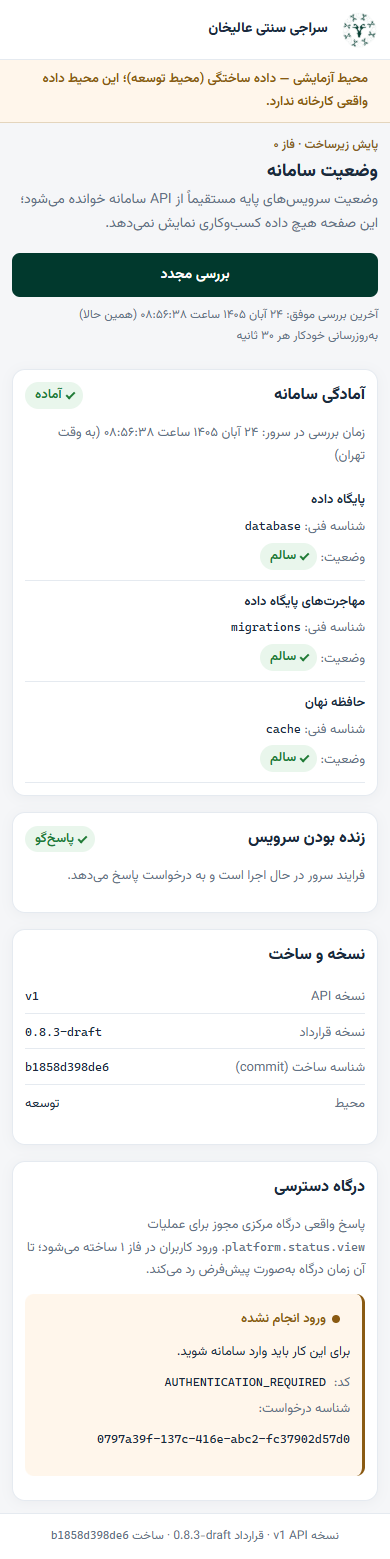 سراجی سنتی عالیخان
محیط آزمایشی — داده ساختگی (محیط توسعه)؛ این محیط داده
واقعی کارخانه ندارد.
پایش زیرساخت · فاز ۰
وضعیت سامانه
وضعیت سرویس‌های پایه مستقیماً از API سامانه خوانده می‌شود؛
این صفحه هیچ داده کسب‌وکاری نمایش نمی‌دهد.
بررسی مجدد
آخرین بررسی موفق: ۲۴ آبان ۱۴۰۵ ساعت ۰۸:۵۶:۳۸ (همین حالا)
به‌روزرسانی خودکار هر ۳۰ ثانیه
آمادگی سامانه
✓ آماده
زمان بررسی در سرور: ۲۴ آبان ۱۴۰۵ ساعت ۰۸:۵۶:۳۸ (به وقت
تهران)
پایگاه داده
شناسه فنی: database
وضعیت: ✓ سالم
مهاجرت‌های پایگاه داده
شناسه فنی: migrations
وضعیت: ✓ سالم
حافظه نهان
شناسه فنی: cache
وضعیت: ✓ سالم
زنده بودن سرویس
✓ پاسخ‌گو
فرایند سرور در حال اجرا است و به درخواست پاسخ می‌دهد.
نسخه و ساخت
نسخه API v1
نسخه قرارداد 0.8.3-draft
شناسه ساخت (commit) b1858d398de6
محیط توسعه
درگاه دسترسی
پاسخ واقعی درگاه مرکزی مجوز برای عملیات
platform.status.view. ورود کاربران در فاز ۱ ساخته می‌شود؛ تا
آن زمان درگاه به‌صورت پیش‌فرض رد می‌کند.
ورود انجام نشده
برای این کار باید وارد سامانه شوید.
کد: AUTHENTICATION_REQUIRED
شناسه درخواست:
0797a39f-137c-416e-abc2-fc37902d57d0
نسخه API v1 · قرارداد 0.8.3-draft · ساخت b1858d398de6